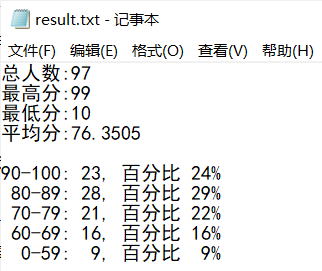 result.txt - 记事本
文件(F) 编辑(E) 格式(O) 查看(V) 帮助(H)
总人数:97
最高分:99
最低分:10
平均分:76.3505
90-100: 23, 百分比 24%
80-89: 28, 百分比 29%
70-79: 21, 百分比 22%
60-69: 16, 百分比 16%
0-59: 9, 百分比 9%